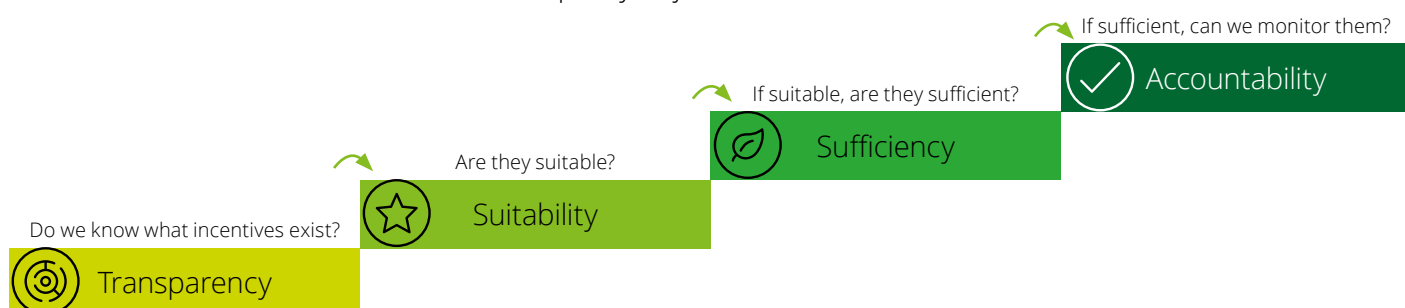 If sufficient, can we monitor them?
Accountability
If suitable, are they sufficient?
Sufficiency
Are they suitable?
Suitability
Do we know what incentives exist?
Transparency